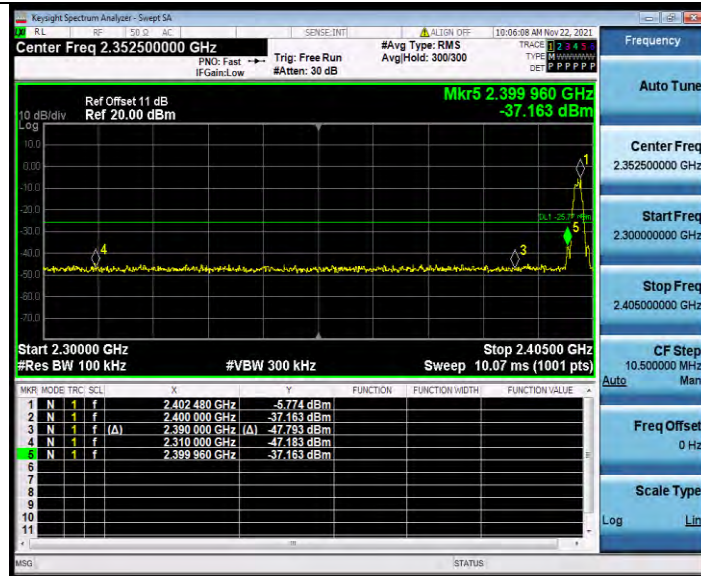 Keysight Spectrum Analyzer - Swept SA
RL RF 50 Ω AC SENSE:INT ALIGN OFF 10:06:08 AM Nov 22, 2021
Center Freq 2.352500000 GHz
PNO: Fast
IFGain:Low
Trig: Free Run
#Atten: 30 dB
#Avg Type: RMS
Avg|Hold: 300/300
TRACE 1 2 3 4 5 6
TYPE M WWWWW
DET P P P P P P
Mkr5 2.399 960 GHz
-37.163 dBm
Ref Offset 11 dB
10 dB/div Ref 20.00 dBm
Log
10.0
0.00
-10.0
-20.0
-30.0
-40.0
-50.0
-60.0
-70.0
1
5
3
4
Start 2.30000 GHz Stop 2.40500 GHz
#Res BW 100 kHz #VBW 300 kHz Sweep 10.07 ms (1001 pts)
MKR MODE TRC SCL X Y FUNCTION FUNCTION WIDTH FUNCTION VALUE
1 N 1 f 2.402 480 GHz -5.774 dBm
2 N 1 f 2.400 000 GHz -37.163 dBm
3 N 1 f (Δ) 2.390 000 GHz (Δ) -47.793 dBm
4 N 1 f 2.310 000 GHz -47.183 dBm
5 N 1 f 2.399 960 GHz -37.163 dBm
6
7
8
9
10
11
MSG STATUS
Frequency
Auto Tune
Center Freq
2.352500000 GHz
Start Freq
2.300000000 GHz
Stop Freq
2.405000000 GHz
CF Step
10.500000 MHz
Auto Man
Freq Offset
0 Hz
Scale Type
Log Lin